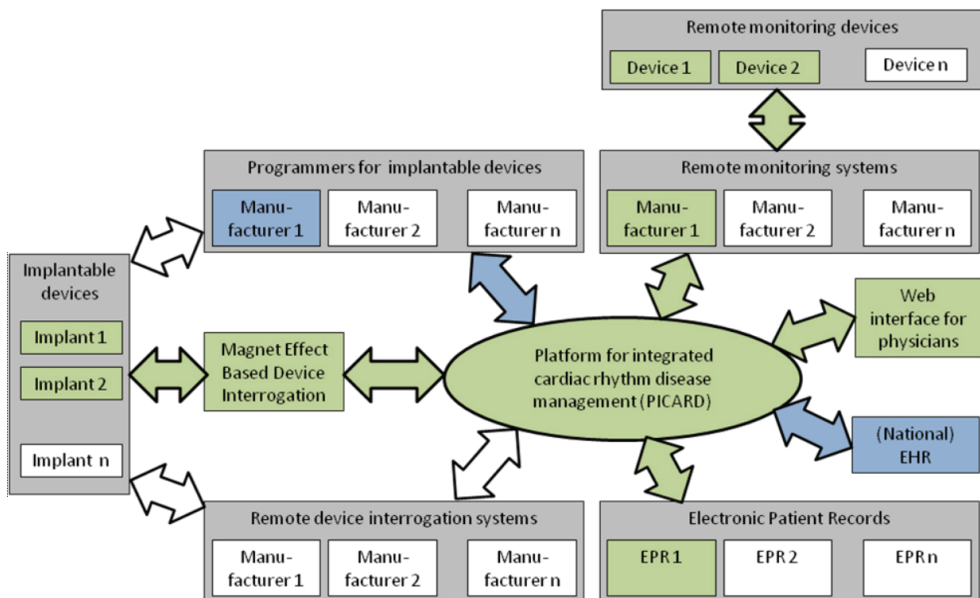 Remote monitoring devices
Device 1
Device 2
Device n
Programmers for implantable devices
Manu-
facturer 1
Manu-
facturer 2
Manu-
facturer n
Remote monitoring systems
Manu-
facturer 1
Manu-
facturer 2
Manu-
facturer n
Implantable
devices
Implant 1
Implant 2
Implant n
Magnet Effect
Based Device
Interrogation
Platform for integrated
cardiac rhythm disease
management (PICARD)
Web
interface for
physicians
(National)
EHR
Remote device interrogation systems
Manu-
facturer 1
Manu-
facturer 2
Manu-
facturer n
Electronic Patient Records
EPR 1
EPR 2
EPR n